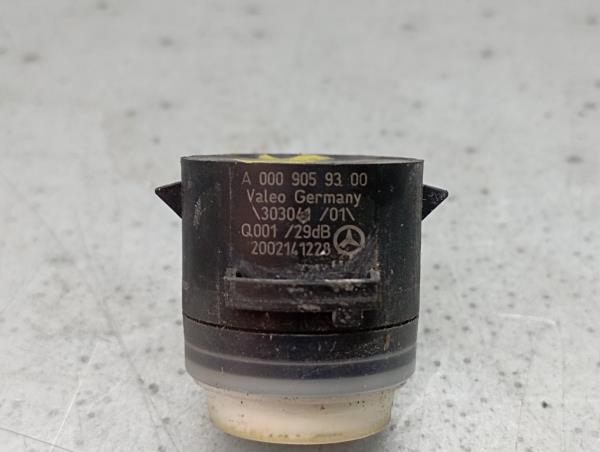 A 000 905 93 00
Valeo Germany
\303041 /01\
Q001 /29dB
2002141228